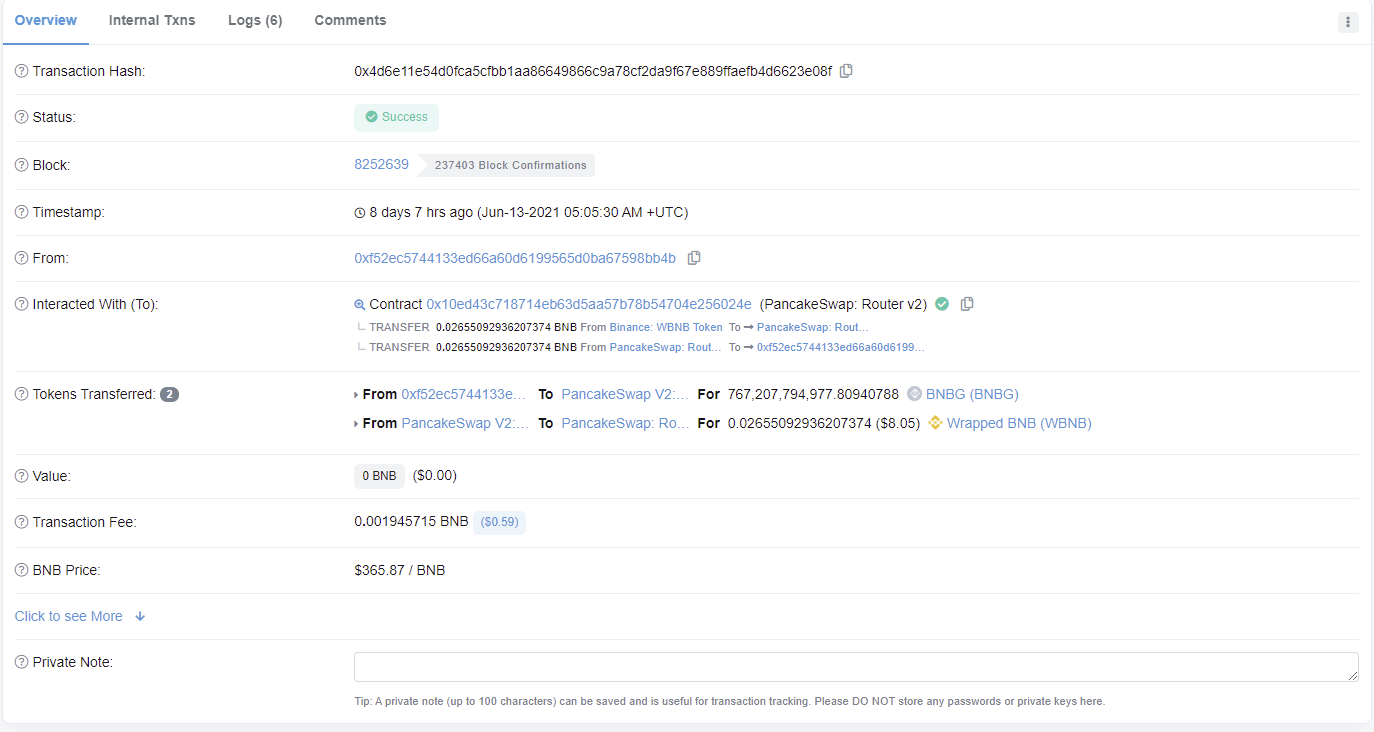 Overview Internal Txns Logs (6) Comments
Transaction Hash: 0x4d6e11e54d0fca5cfbb1aa86649866c9a78cf2da9f67e889ffaefb4d6623e08f
Status: Success
Block: 8252639 237403 Block Confirmations
Timestamp: 8 days 7 hrs ago (Jun-13-2021 05:05:30 AM +UTC)
From: 0xf52ec5744133ed66a60d6199565d0ba67598bb4b
Interacted With (To): Contract 0x10ed43c718714eb63d5aa57b78b54704e256024e (PancakeSwap: Router v2)
TRANSFER 0.02655092936207374 BNB From Binance: WBNB Token To → PancakeSwap: Rout...
TRANSFER 0.02655092936207374 BNB From PancakeSwap: Rout... To → 0xf52ec5744133ed66a60d6199...
Tokens Transferred: 2 From 0xf52ec5744133e... To PancakeSwap V2:... For 767,207,794,977.80940788 BNBG (BNBG)
From PancakeSwap V2:... To PancakeSwap: Ro... For 0.02655092936207374 ($8.05) Wrapped BNB (WBNB)
Value: 0 BNB ($0.00)
Transaction Fee: 0.001945715 BNB ($0.59)
BNB Price: $365.87 / BNB
Click to see More ↓
Private Note:
Tip: A private note (up to 100 characters) can be saved and is useful for transaction tracking. Please DO NOT store any passwords or private keys here.